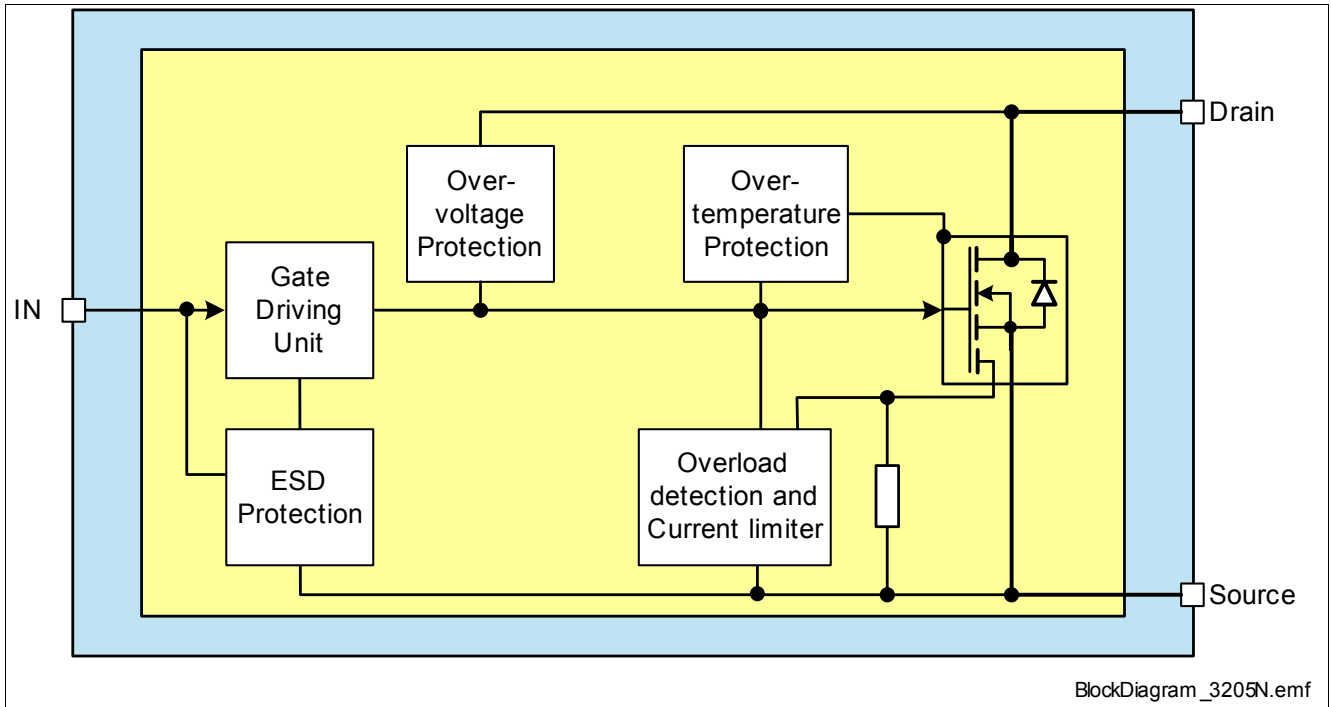 Drain
Over-
voltage
Protection
Over-
temperature
Protection
IN
Gate
Driving
Unit
ESD
Protection
Overload
detection and
Current limiter
Source
BlockDiagram_3205N.emf